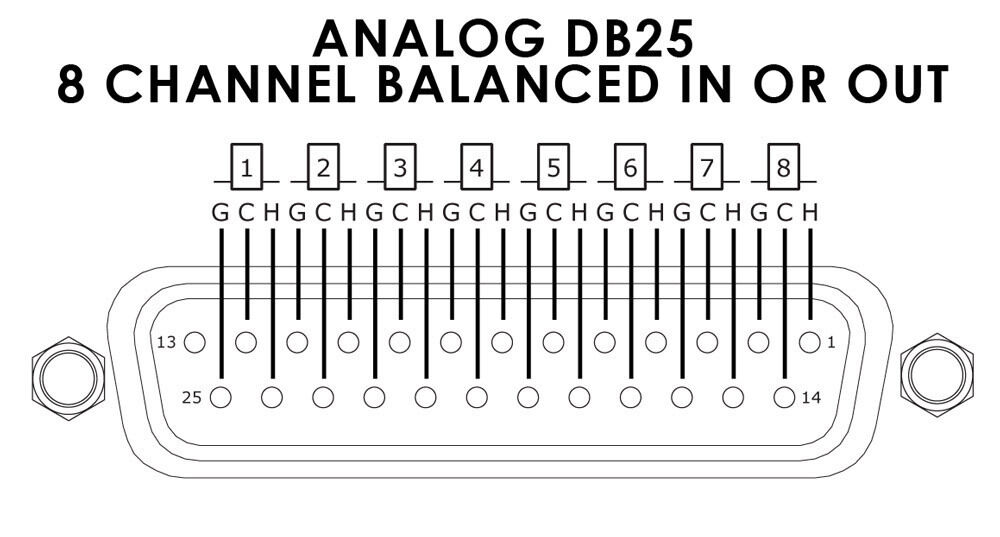 ANALOG DB25
8 CHANNEL BALANCED IN OR OUT
1 2 3 4 5 6 7 8
G C H G C H G C H G C H G C H G C H G C H G C H
13 1
25 14